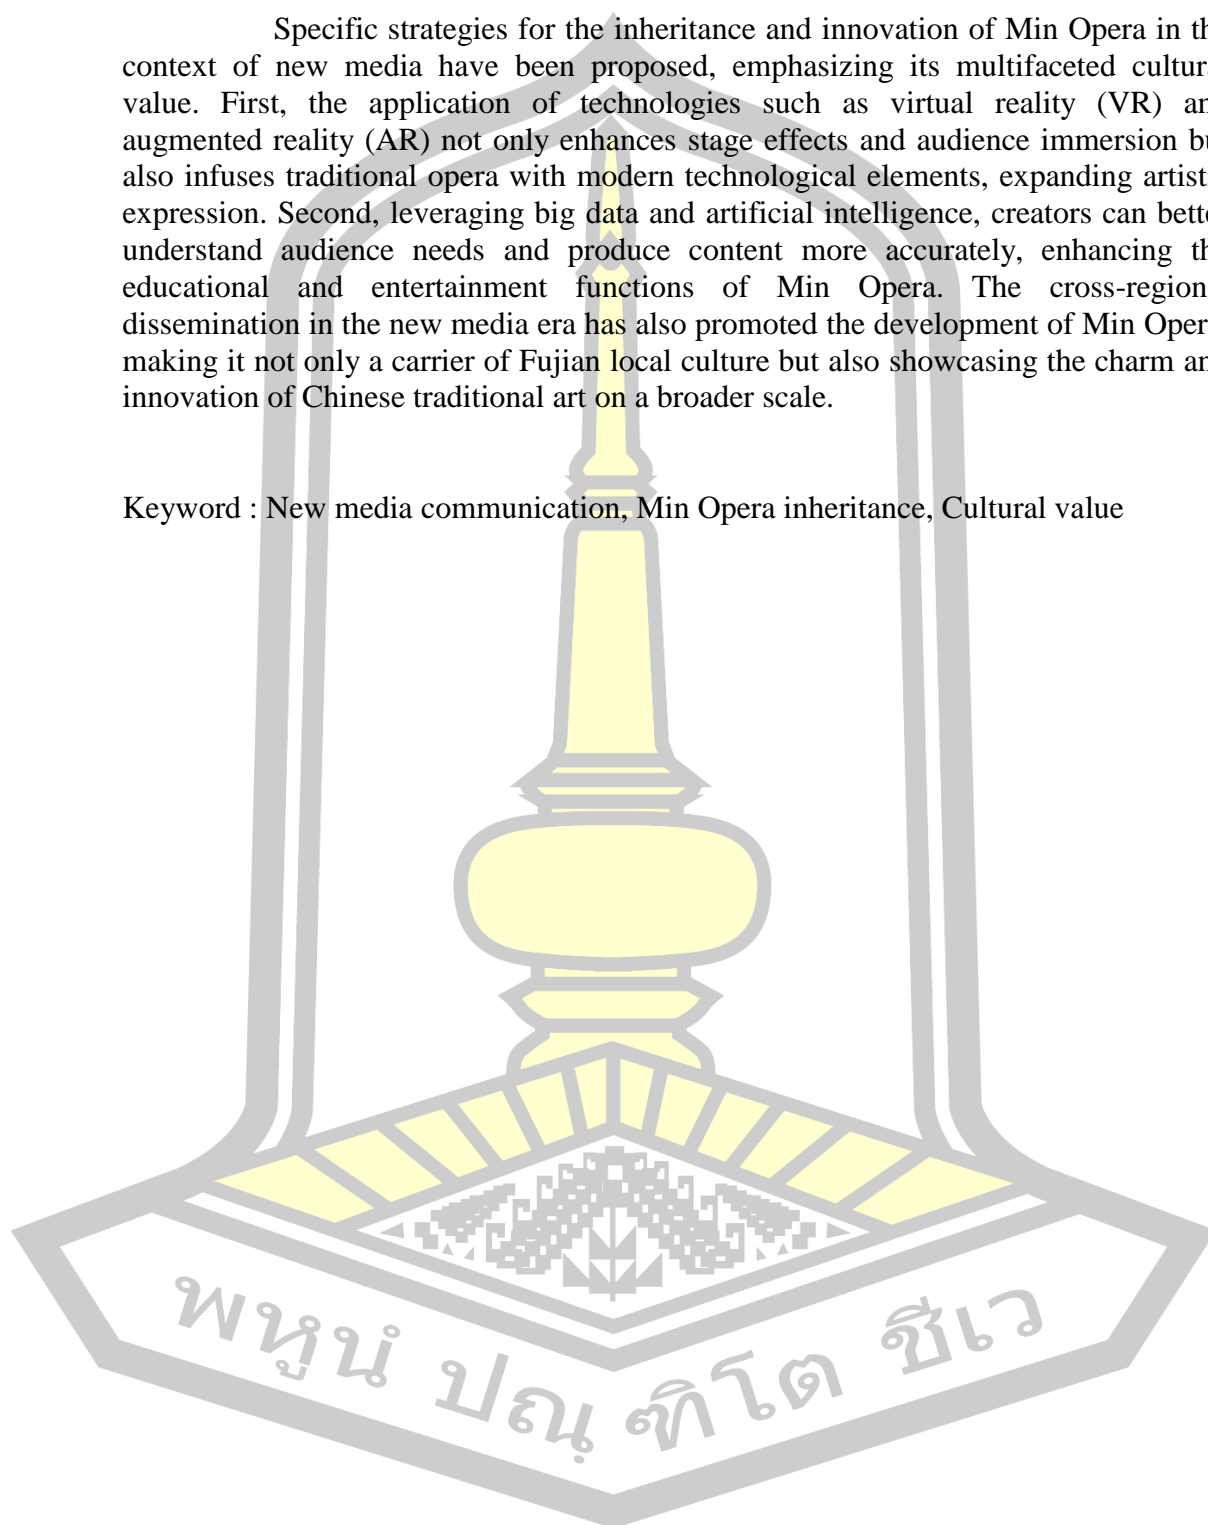 Specific strategies for the inheritance and innovation of Min Opera in th
context of new media have been proposed, emphasizing its multifaceted cultura
value. First, the application of technologies such as virtual reality (VR) an
augmented reality (AR) not only enhances stage effects and audience immersion bu
also infuses traditional opera with modern technological elements, expanding artisti
expression. Second, leveraging big data and artificial intelligence, creators can bette
understand audience needs and produce content more accurately, enhancing th
educational and entertainment functions of Min Opera. The cross-region
dissemination in the new media era has also promoted the development of Min Oper
making it not only a carrier of Fujian local culture but also showcasing the charm an
innovation of Chinese traditional art on a broader scale.
Keyword : New media communication, Min Opera inheritance, Cultural value
พหูนํ ปณฺฑิโต ชีเว